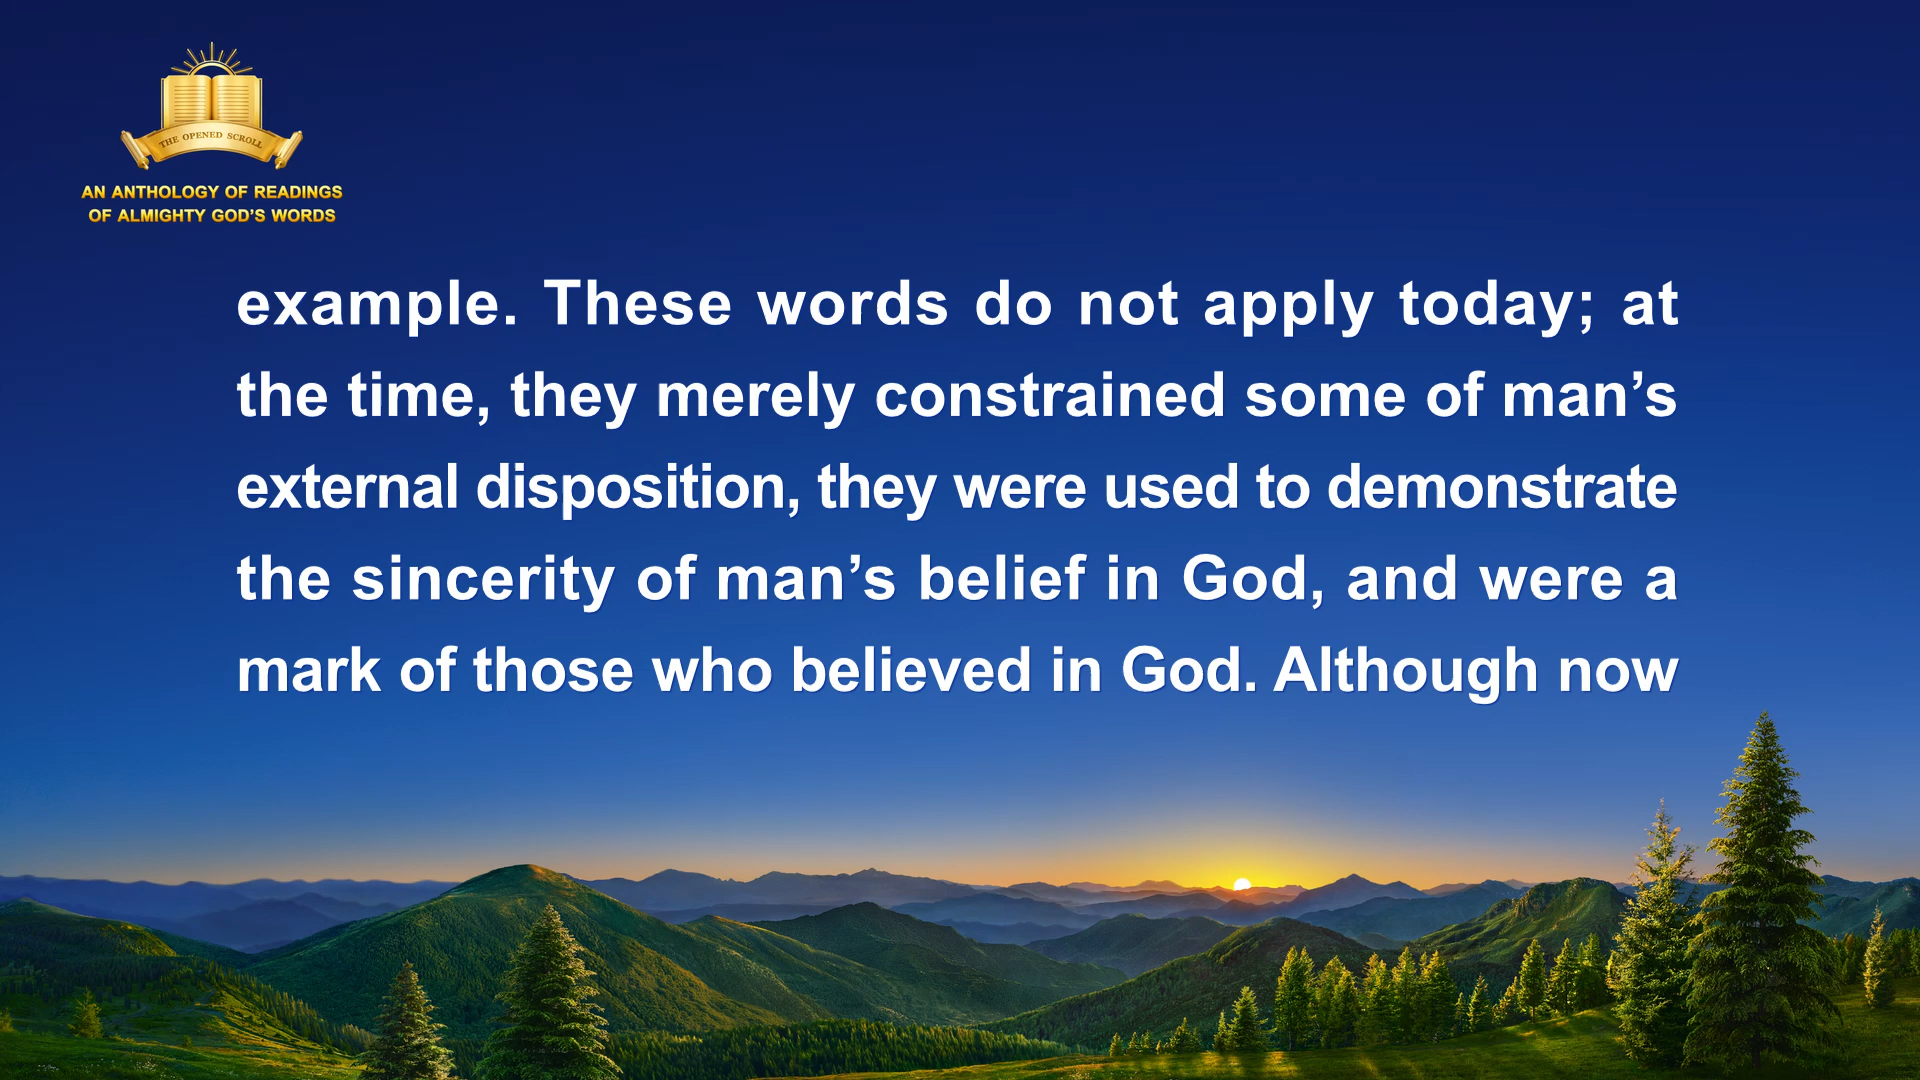 THE OPENED SCROLL
AN ANTHOLOGY OF READINGS
OF ALMIGHTY GOD’S WORDS
example. These words do not apply today; at
the time, they merely constrained some of man’s
external disposition, they were used to demonstrate
the sincerity of man’s belief in God, and were a
mark of those who believed in God. Although now